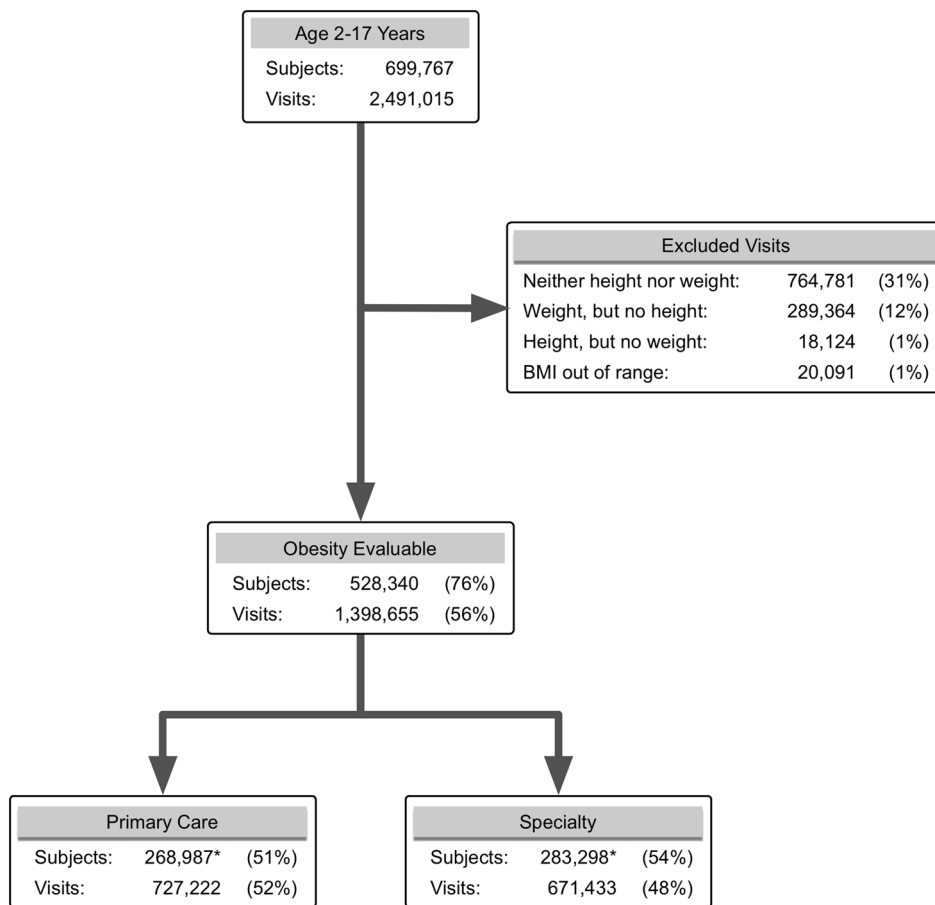 Age 2-17 Years
Subjects: 699,767
Visits: 2,491,015
Excluded Visits
Neither height nor weight: 764,781 (31%)
Weight, but no height: 289,364 (12%)
Height, but no weight: 18,124 (1%)
BMI out of range: 20,091 (1%)
Obesity Evaluable
Subjects: 528,340 (76%)
Visits: 1,398,655 (56%)
Primary Care
Subjects: 268,987* (51%)
Visits: 727,222 (52%)
Specialty
Subjects: 283,298* (54%)
Visits: 671,433 (48%)